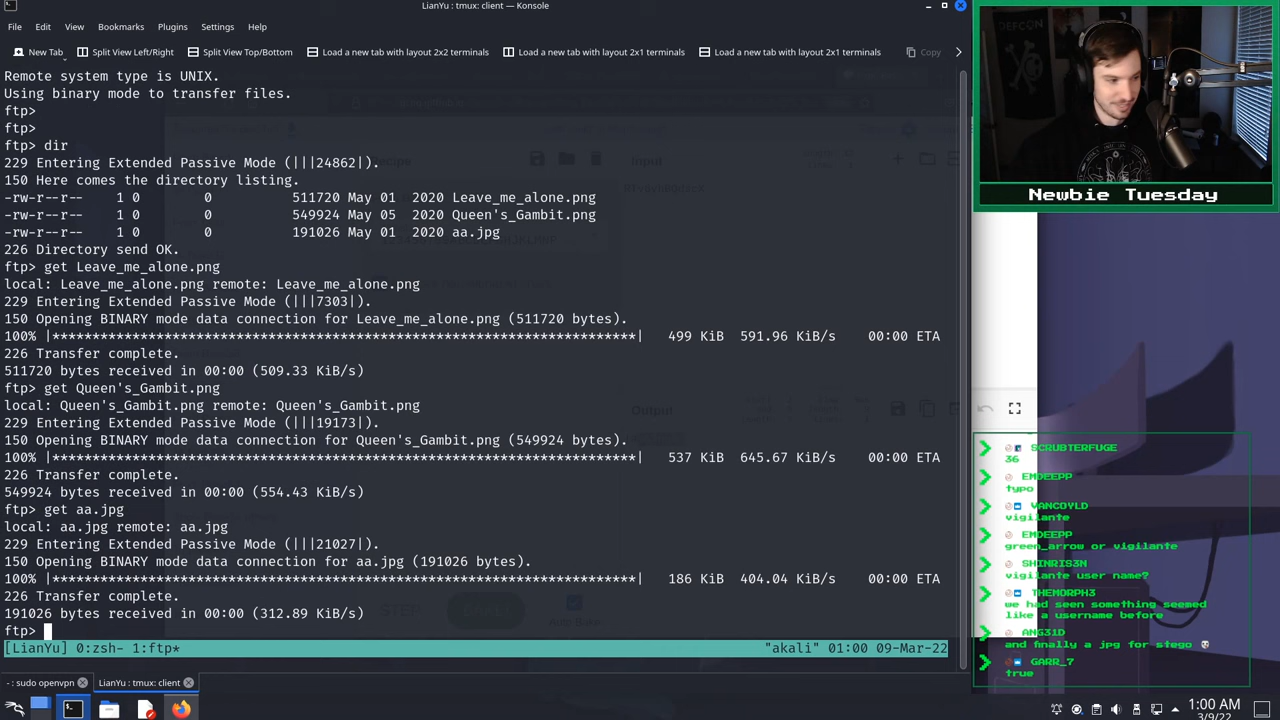 LianYu : tmux: client — Konsole
File Edit View Bookmarks Plugins Settings Help
New Tab Split View Left/Right Split View Top/Bottom Load a new tab with layout 2x2 terminals Load a new tab with layout 2x1 terminals Load a new tab with layout 2x1 terminals Copy
Remote system type is UNIX.
Using binary mode to transfer files.
ftp>
ftp>
ftp> dir
229 Entering Extended Passive Mode (|||24862|).
150 Here comes the directory listing.
-rw-r--r-- 1 0 0 511720 May 01 2020 Leave_me_alone.png
-rw-r--r-- 1 0 0 549924 May 05 2020 Queen's_Gambit.png
-rw-r--r-- 1 0 0 191026 May 01 2020 aa.jpg
226 Directory send OK.
ftp> get Leave_me_alone.png
local: Leave_me_alone.png remote: Leave_me_alone.png
229 Entering Extended Passive Mode (|||7303|).
150 Opening BINARY mode data connection for Leave_me_alone.png (511720 bytes).
100% |*************************************************************************| 499 KiB 591.96 KiB/s 00:00 ETA
226 Transfer complete.
511720 bytes received in 00:00 (509.33 KiB/s)
ftp> get Queen's_Gambit.png
local: Queen's_Gambit.png remote: Queen's_Gambit.png
229 Entering Extended Passive Mode (|||19173|).
150 Opening BINARY mode data connection for Queen's_Gambit.png (549924 bytes).
100% |*************************************************************************| 537 KiB 645.67 KiB/s 00:00 ETA
226 Transfer complete.
549924 bytes received in 00:00 (554.43 KiB/s)
ftp> get aa.jpg
local: aa.jpg remote: aa.jpg
229 Entering Extended Passive Mode (|||21027|).
150 Opening BINARY mode data connection for aa.jpg (191026 bytes).
100% |*************************************************************************| 186 KiB 404.04 KiB/s 00:00 ETA
226 Transfer complete.
191026 bytes received in 00:00 (312.89 KiB/s)
ftp>
[LianYu] 0:zsh- 1:ftp* "akali" 01:00 09-Mar-22
- : sudo openvpn LianYu : tmux: client
Recipe
Input
Output
DEFCON
Newbie Tuesday
SCRUBTERFUGE
36
EMDEEPP
typo
VANCOYLD
vigilante
EMDEEPP
green_arrow or vigilante
SHINRIS3N
vigilante user name?
THEMORPH3
we had seen something seemed
like a username before
ANG31D
and finally a jpg for stego
GARR_7
true
1:00 AM
3/9/22